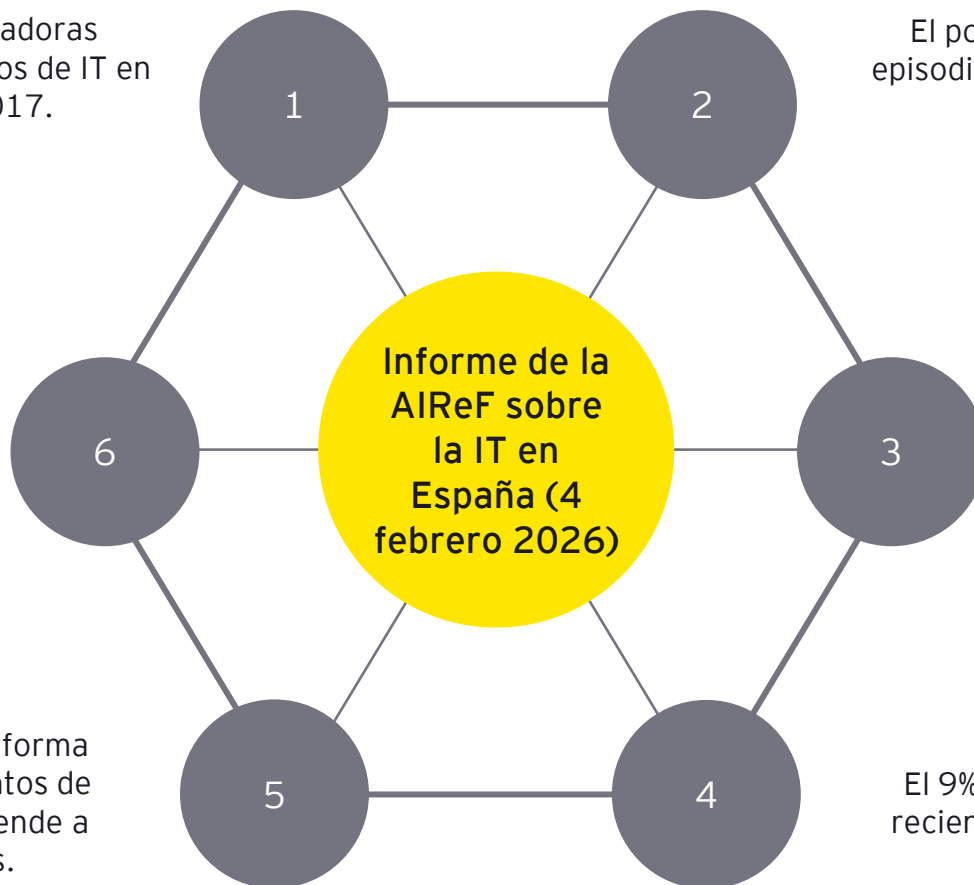 adoras
os de IT en
017.
1
2
El po
episodi
6
Informe de la
AIReF sobre
la IT en
España (4
febrero 2026)
3
forma
tos de
ende a
s.
5
4
El 9%
recien